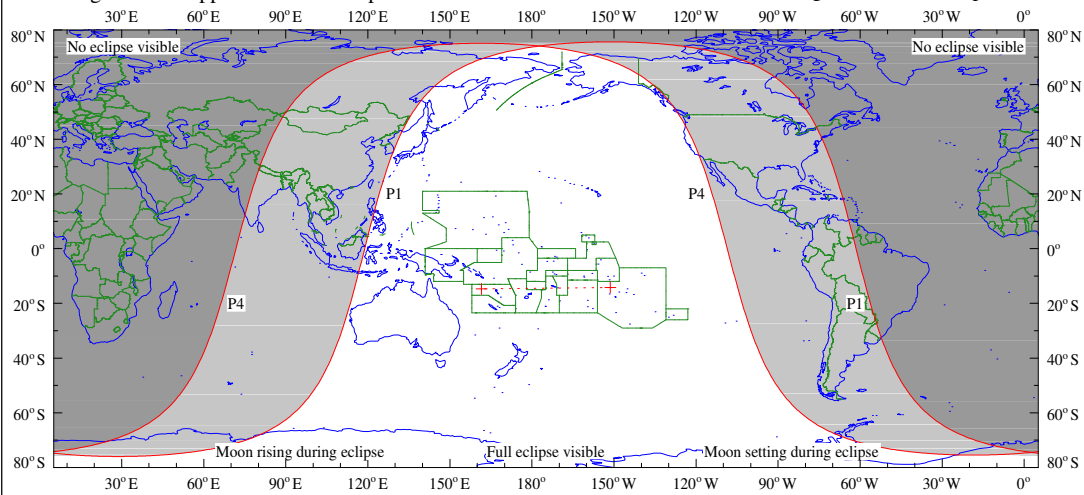 30° E 60° E 90° E 120° E 150° E 180° 150° W 120° W 90° W 60° W 30° W 0°
80° N 80° N
No eclipse visible No eclipse visible
60° N 60° N
40° N 40° N
20° N P1 P4 20° N
0° 0°
20° S P4 P1 20° S
40° S 40° S
60° S 60° S
Moon rising during eclipse Full eclipse visible Moon setting during eclipse
80° S 80° S
30° E 60° E 90° E 120° E 150° E 180° 150° W 120° W 90° W 60° W 30° W 0°